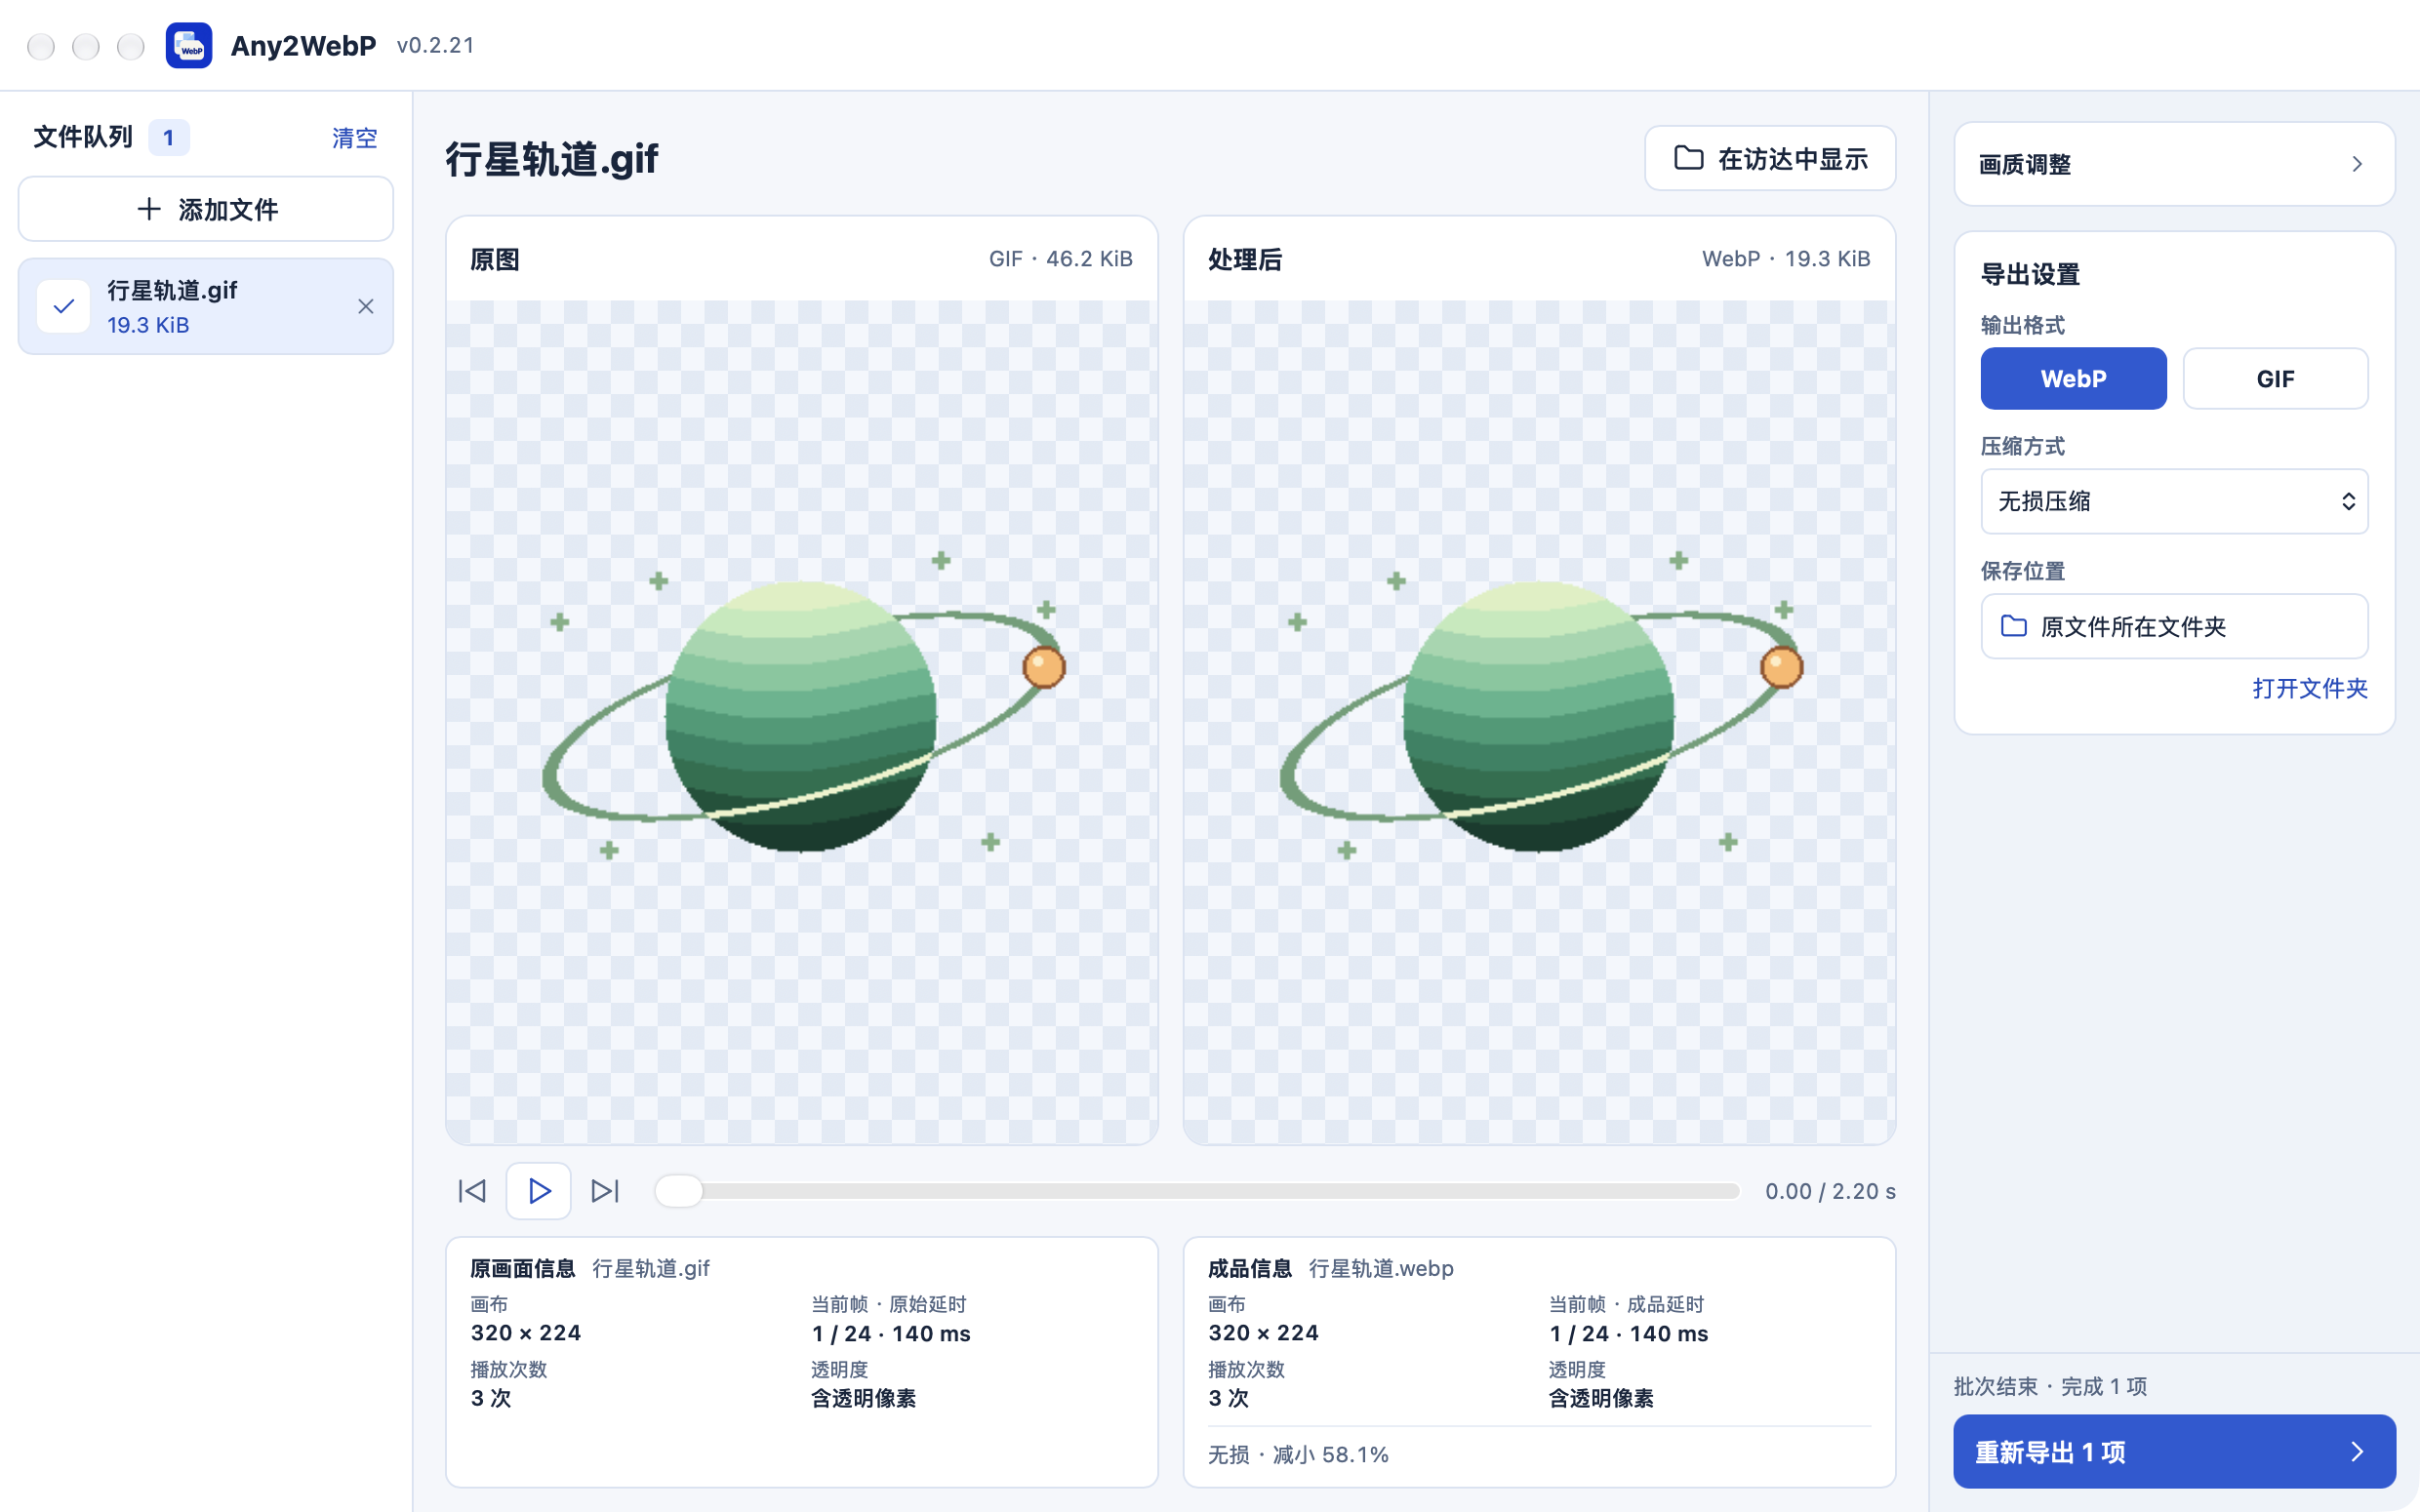 WebP
Any2WebP v0.2.21
文件队列 1 清空
添加文件
行星轨道.gif
19.3 KiB
行星轨道.gif
在访达中显示
原图 GIF · 46.2 KiB
处理后 WebP · 19.3 KiB
0.00 / 2.20 s
原画面信息 行星轨道.gif
画布
320 × 224
当前帧 · 原始延时
1 / 24 · 140 ms
播放次数
3 次
透明度
含透明像素
成品信息 行星轨道.webp
画布
320 × 224
当前帧 · 成品延时
1 / 24 · 140 ms
播放次数
3 次
透明度
含透明像素
无损 · 减小 58.1%
画质调整
导出设置
输出格式
WebP GIF
压缩方式
无损压缩
保存位置
原文件所在文件夹
打开文件夹
批次结束 · 完成 1 项
重新导出 1 项